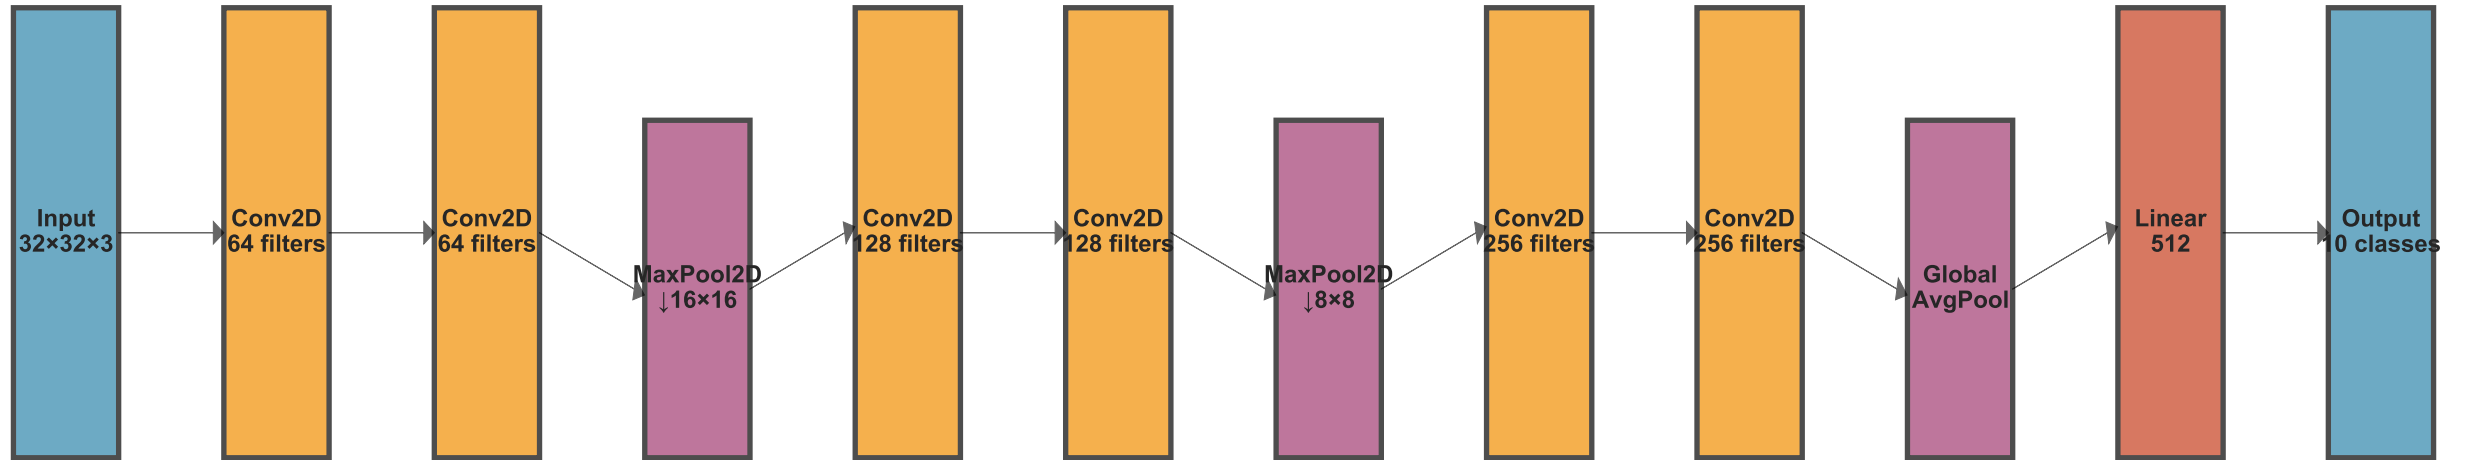 Input
32×32×3
Conv2D
64 filters
Conv2D
64 filters
MaxPool2D
↓16×16
Conv2D
128 filters
Conv2D
128 filters
MaxPool2D
↓8×8
Conv2D
256 filters
Conv2D
256 filters
Global
AvgPool
Linear
512
Output
10 classes